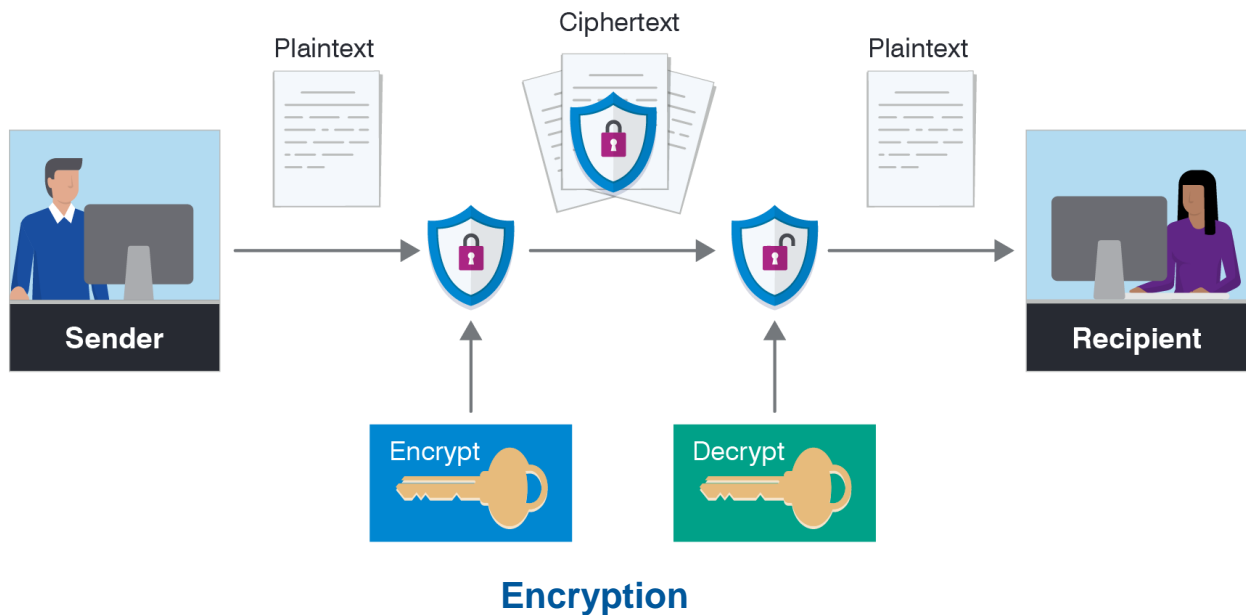 Ciphertext
Plaintext
Plaintext
Sender
Recipient
Encrypt
Decrypt
Encryption